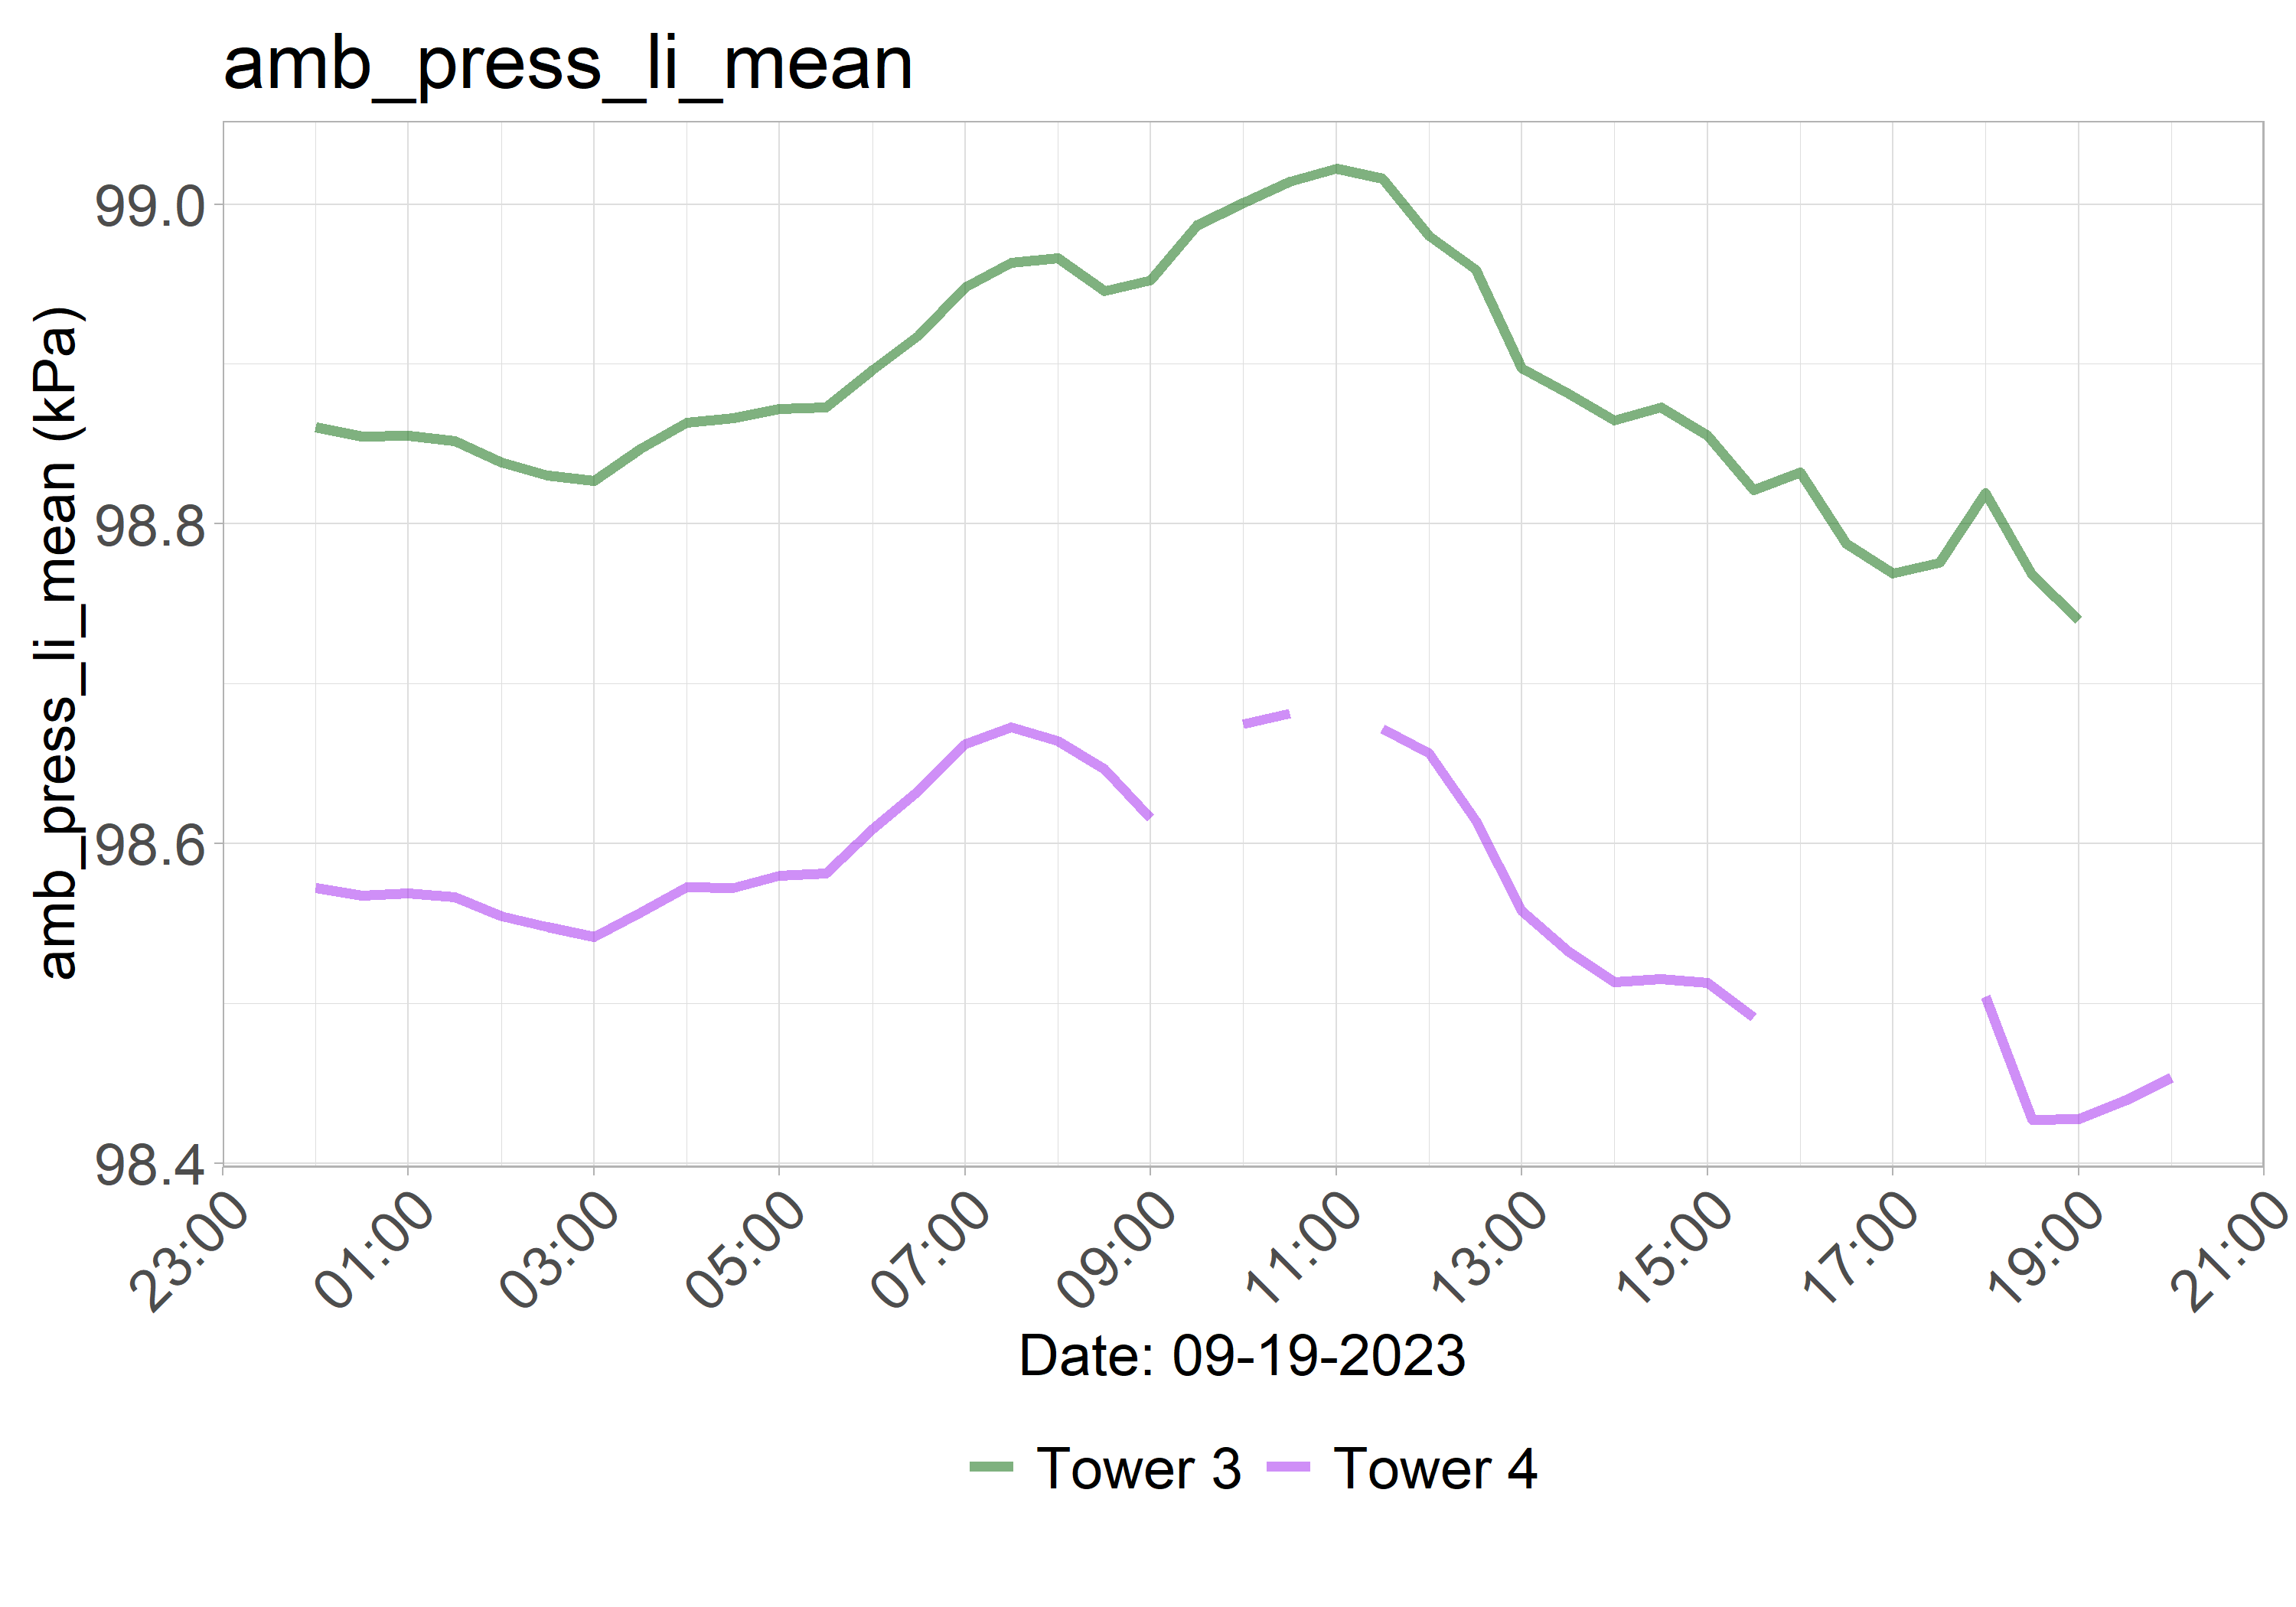 amb_press_li_mean
amb_press_li_mean (kPa)
99.0
98.8
98.6
98.4
23:00 01:00 03:00 05:00 07:00 09:00 11:00 13:00 15:00 17:00 19:00 21:00
Date: 09-19-2023
Tower 3 Tower 4